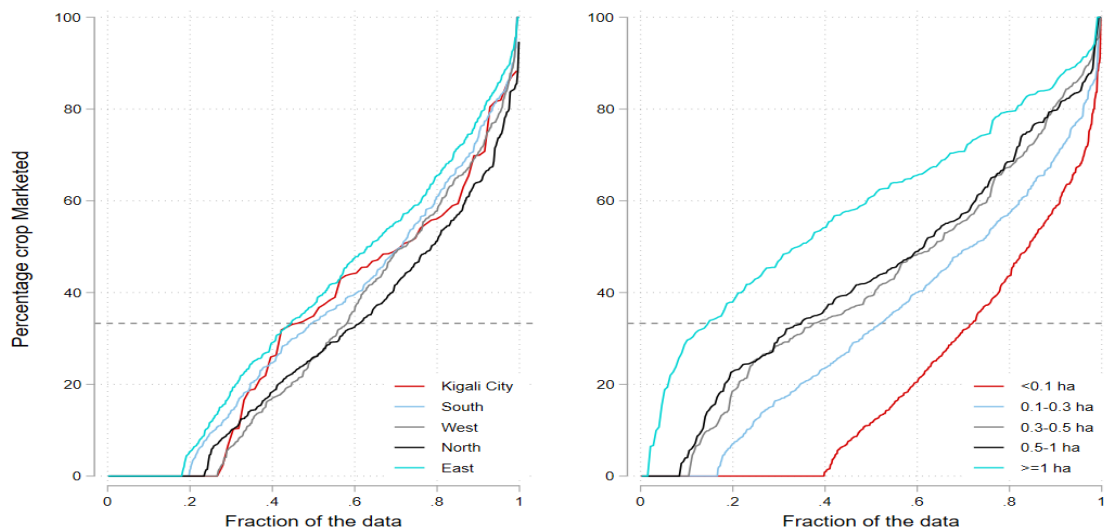 Percentage crop Marketed
100
80
60
40
20
0
Kigali City
South
West
North
East
0 .2 .4 .6 .8 1
Fraction of the data
100
80
60
40
20
0
<0.1 ha
0.1-0.3 ha
0.3-0.5 ha
0.5-1 ha
>=1 ha
0 .2 .4 .6 .8 1
Fraction of the data